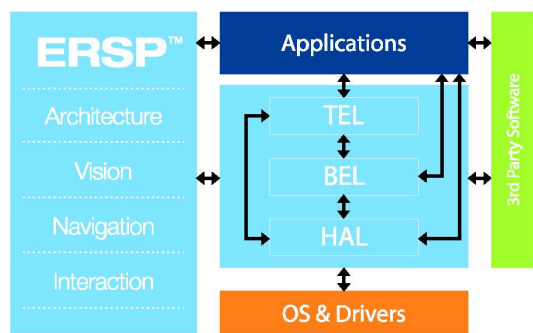 ERSP™
Architecture
Vision
Navigation
Interaction
Applications
TEL
BEL
HAL
OS & Drivers
3rd Party Software